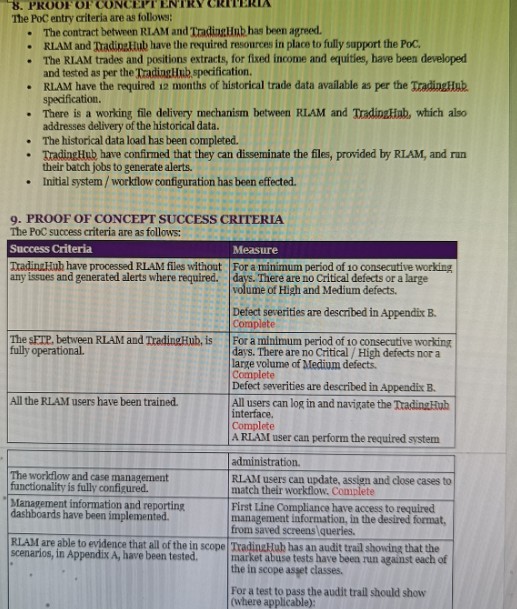 8. PROOF OF CONCEPT ENTRY CRITERIA
The PoC entry criteria are as follows:
• The contract between RLAM and TradingHub has been agreed.
• RLAM and TradingHub have the required resources in place to fully support the PoC.
• The RLAM trades and positions extracts, for fixed income and equities, have been developed
and tested as per the TradingHub specification.
• RLAM have the required 12 months of historical trade data available as per the TradingHub
specification.
• There is a working file delivery mechanism between RLAM and TradingHub, which also
addresses delivery of the historical data.
• The historical data load has been completed.
• TradingHub have confirmed that they can disseminate the files, provided by RLAM, and run
their batch jobs to generate alerts.
• Initial system / workflow configuration has been effected.
9. PROOF OF CONCEPT SUCCESS CRITERIA
The PoC success criteria are as follows:
Success Criteria
Measure
TradingHub have processed RLAM files without
any issues and generated alerts where required.
For a minimum period of 10 consecutive working
days. There are no Critical defects or a large
volume of High and Medium defects.
Defect severities are described in Appendix B.
Complete
The sFTP, between RLAM and TradingHub, is
fully operational.
For a minimum period of 10 consecutive working
days. There are no Critical / High defects nor a
large volume of Medium defects.
Complete
Defect severities are described in Appendix B.
All the RLAM users have been trained.
All users can log in and navigate the TradingHub
interface.
Complete
A RLAM user can perform the required system
administration.
The workflow and case management
functionality is fully configured.
RLAM users can update, assign and close cases to
match their workflow. Complete
Management information and reporting
dashboards have been implemented.
First Line Compliance have access to required
management information, in the desired format,
from saved screens\queries.
RLAM are able to evidence that all of the in scope
scenarios, in Appendix A, have been tested.
TradingHub has an audit trail showing that the
market abuse tests have been run against each of
the in scope asset classes.
For a test to pass the audit trail should show
(where applicable):